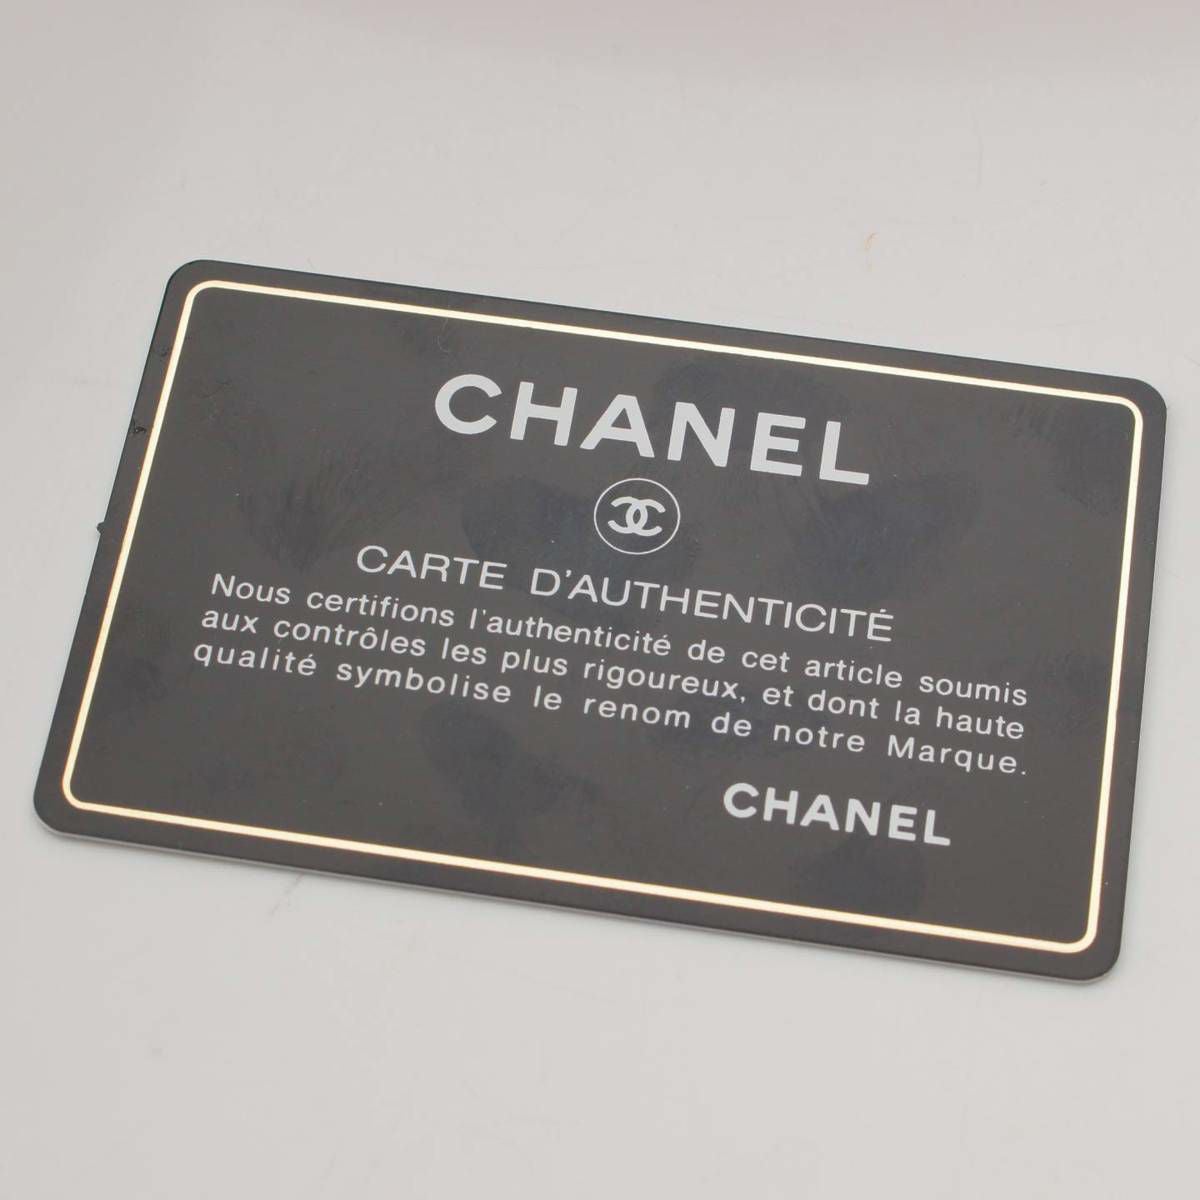 CHANEL
CARTE D'AUTHENTICITÉ
Nous certifions l'authenticité de cet article soumis
aux contrôles les plus rigoureux, et dont la haute
qualité symbolise le renom de notre Marque.
CHANEL